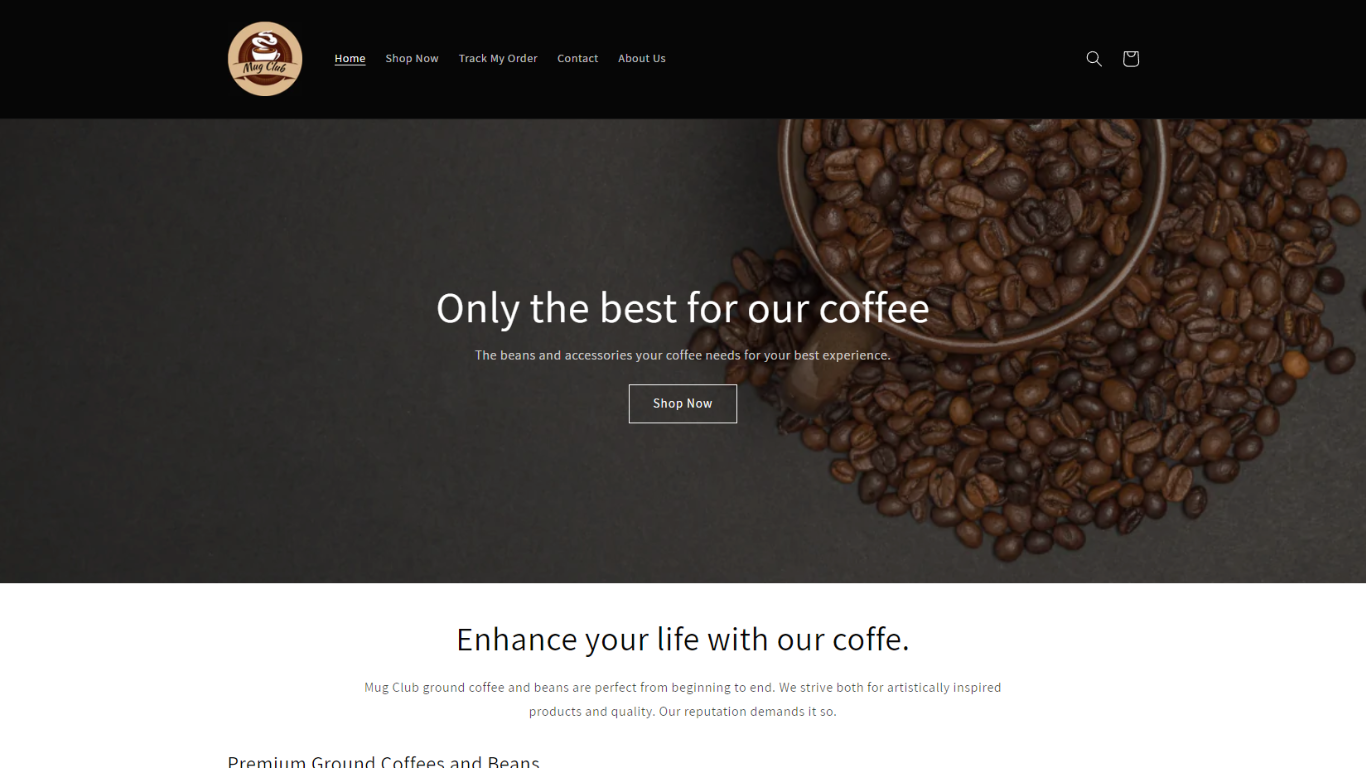 Mug Club
Home
Shop Now
Track My Order
Contact
About Us
Only the best for our coffee
The beans and accessories your coffee needs for your best experience.
Shop Now
Enhance your life with our coffe.
Mug Club ground coffee and beans are perfect from beginning to end. We strive both for artistically inspired
products and quality. Our reputation demands it so.
Premium Ground Coffees and Beans